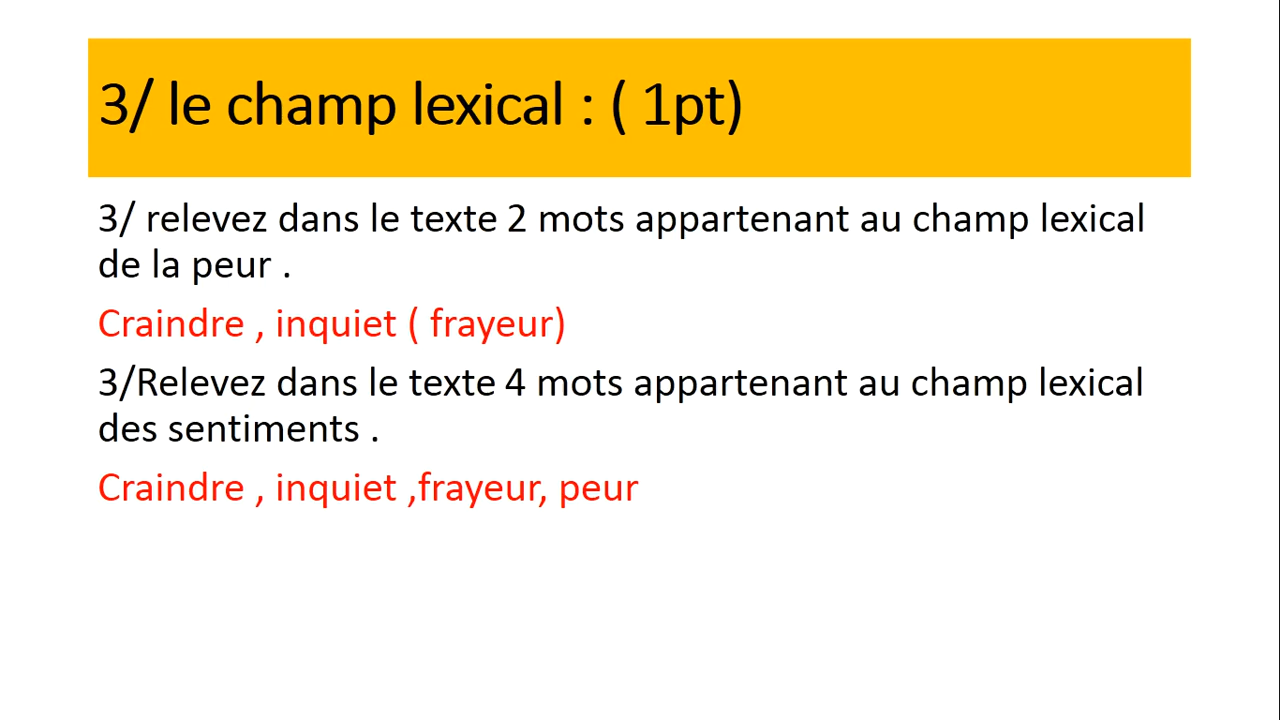 3/ le champ lexical : ( 1pt)
3/ relevez dans le texte 2 mots appartenant au champ lexical
de la peur .
Craindre , inquiet ( frayeur)
3/Relevez dans le texte 4 mots appartenant au champ lexical
des sentiments .
Craindre , inquiet ,frayeur, peur